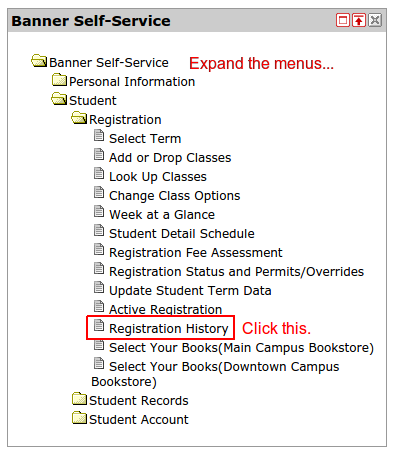 Banner Self-Service
Banner Self-Service Expand the menus...
Personal Information
Student
Registration
Select Term
Add or Drop Classes
Look Up Classes
Change Class Options
Week at a Glance
Student Detail Schedule
Registration Fee Assessment
Registration Status and Permits/Overrides
Update Student Term Data
Active Registration
Registration History Click this.
Select Your Books(Main Campus Bookstore)
Select Your Books(Downtown Campus
Bookstore)
Student Records
Student Account